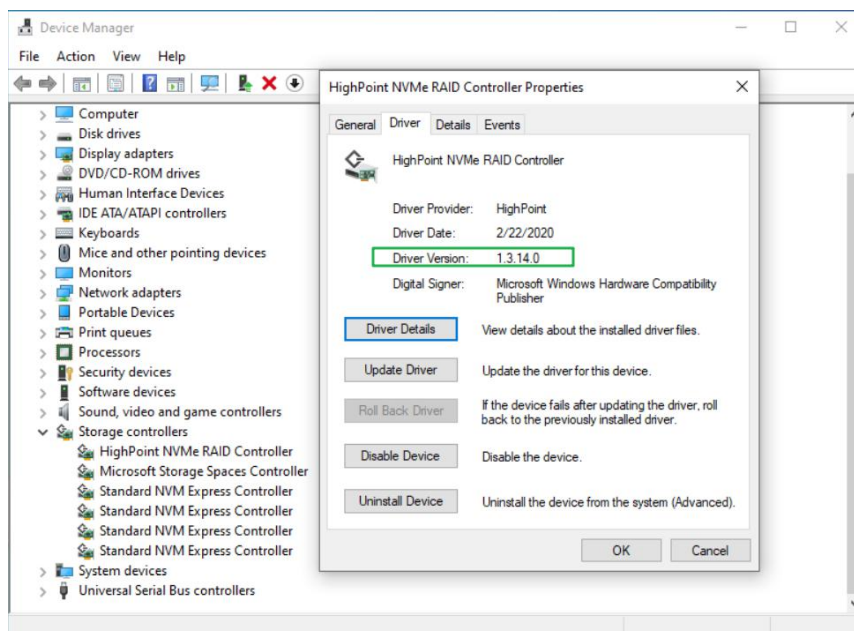 Device Manager
File Action View Help
Computer
Disk drives
Display adapters
DVD/CD-ROM drives
Human Interface Devices
IDE ATA/ATAPI controllers
Keyboards
Mice and other pointing devices
Monitors
Network adapters
Portable Devices
Print queues
Processors
Security devices
Software devices
Sound, video and game controllers
Storage controllers
HighPoint NVMe RAID Controller
Microsoft Storage Spaces Controller
Standard NVM Express Controller
Standard NVM Express Controller
Standard NVM Express Controller
Standard NVM Express Controller
System devices
Universal Serial Bus controllers
HighPoint NVMe RAID Controller Properties
General Driver Details Events
HighPoint NVMe RAID Controller
Driver Provider: HighPoint
Driver Date: 2/22/2020
Driver Version: 1.3.14.0
Digital Signer: Microsoft Windows Hardware Compatibility
Publisher
Driver Details View details about the installed driver files.
Update Driver Update the driver for this device.
Roll Back Driver If the device fails after updating the driver, roll
back to the previously installed driver.
Disable Device Disable the device.
Uninstall Device Uninstall the device from the system (Advanced).
OK Cancel